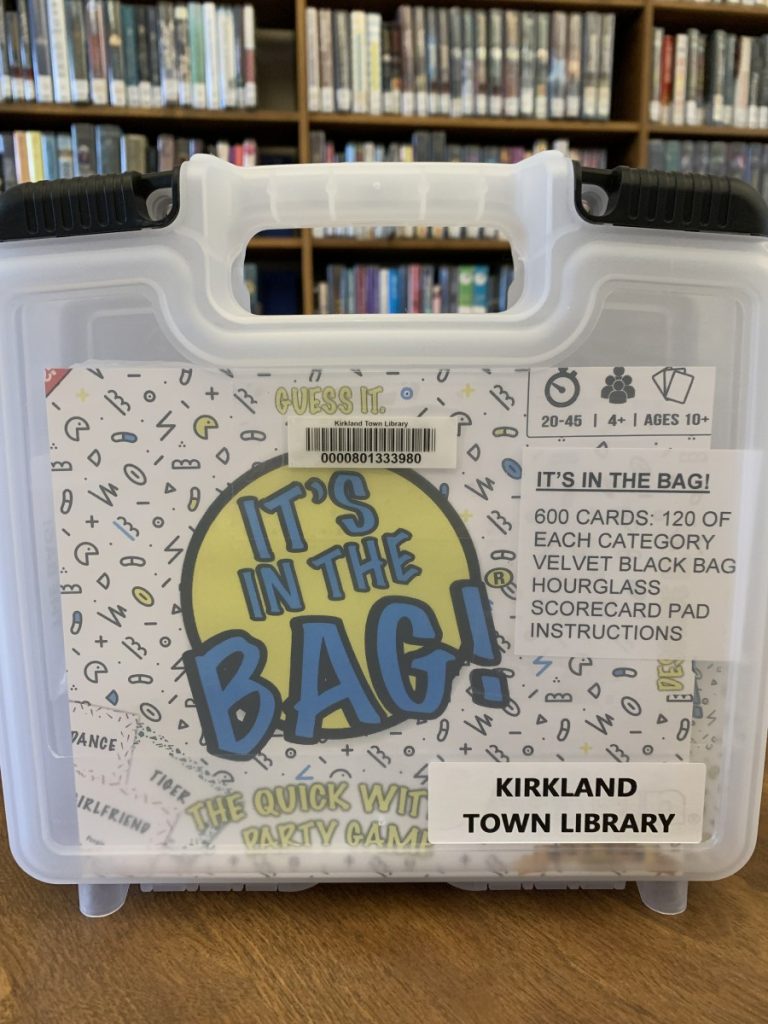 GUESS IT.
Kirkland Town Library
0000801333980
20-45 | 4+ | AGES 10+
IT'S IN THE BAG!
600 CARDS: 120 OF
EACH CATEGORY
VELVET BLACK BAG
HOURGLASS
SCORECARD PAD
INSTRUCTIONS
IT'S
IN THE
BAG!
®
DANCE
TIGER
GIRLFRIEND
THE QUICK WIT
PARTY GAME
KIRKLAND
TOWN LIBRARY